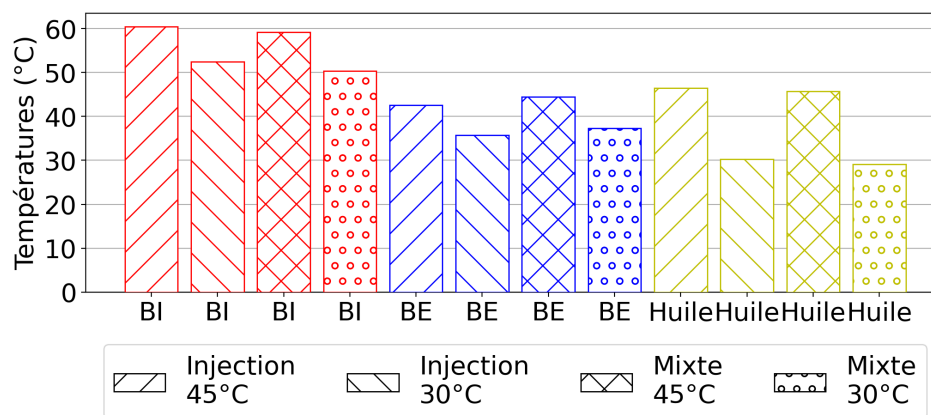 Températures (°C)
60
50
40
30
20
10
0
BI BI BI BI BE BE BE BE Huile Huile Huile Huile
Injection 45°C
Injection 30°C
Mixte 45°C
Mixte 30°C